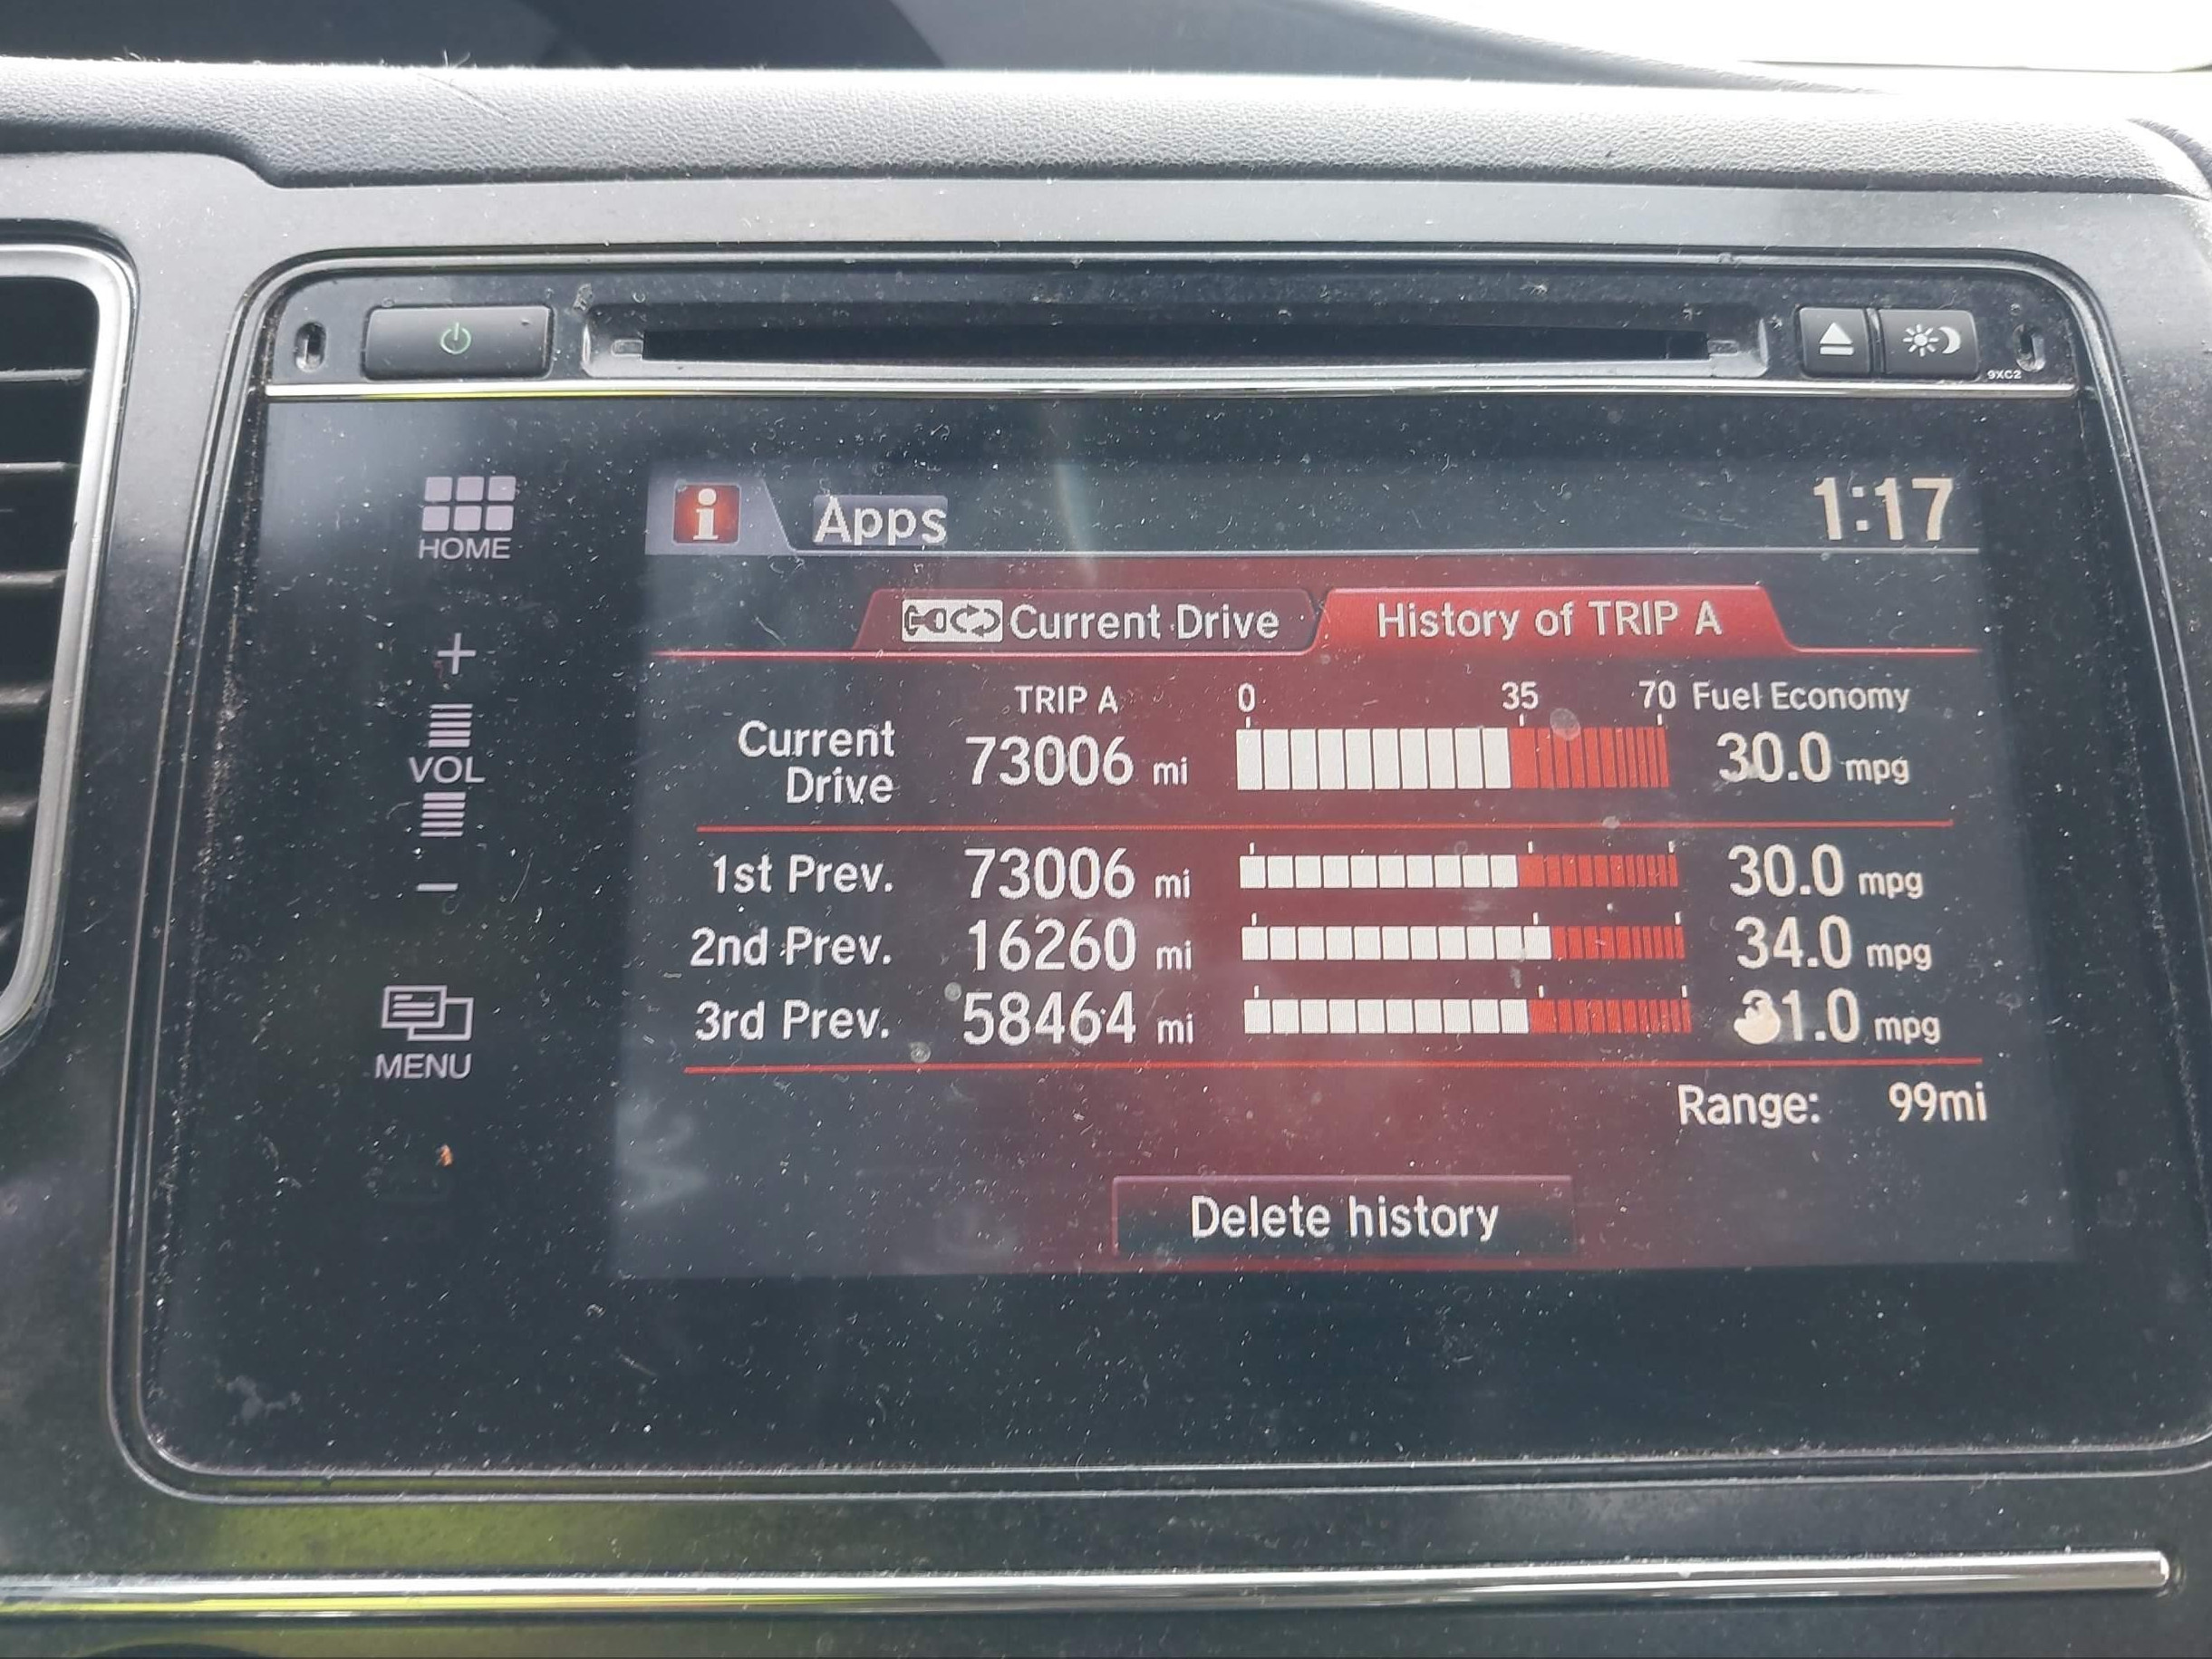 9XC2
HOME
Apps
1:17
Current Drive
History of TRIP A
TRIP A
0
35
70
Fuel Economy
Current
Drive
73006 mi
30.0 mpg
1st Prev.
73006 mi
30.0 mpg
2nd Prev.
16260 mi
34.0 mpg
3rd Prev.
58464 mi
31.0 mpg
Range: 99mi
Delete history
+
VOL
−
MENU